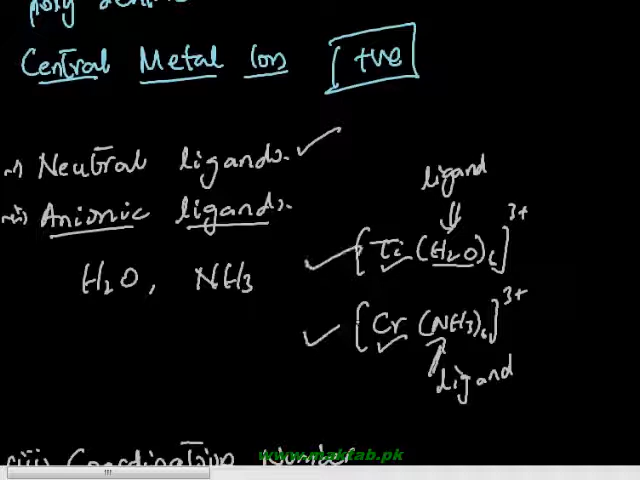 Poly
Central Metal Ion [+ve
i) Neutral ligands.
ii) Anionic ligands.
H2O, NH3
ligand
[Ti(H2O)6]3+
[Cr(NH3)6]3+
ligand
iii) Coordination Number
www.maktab.pk